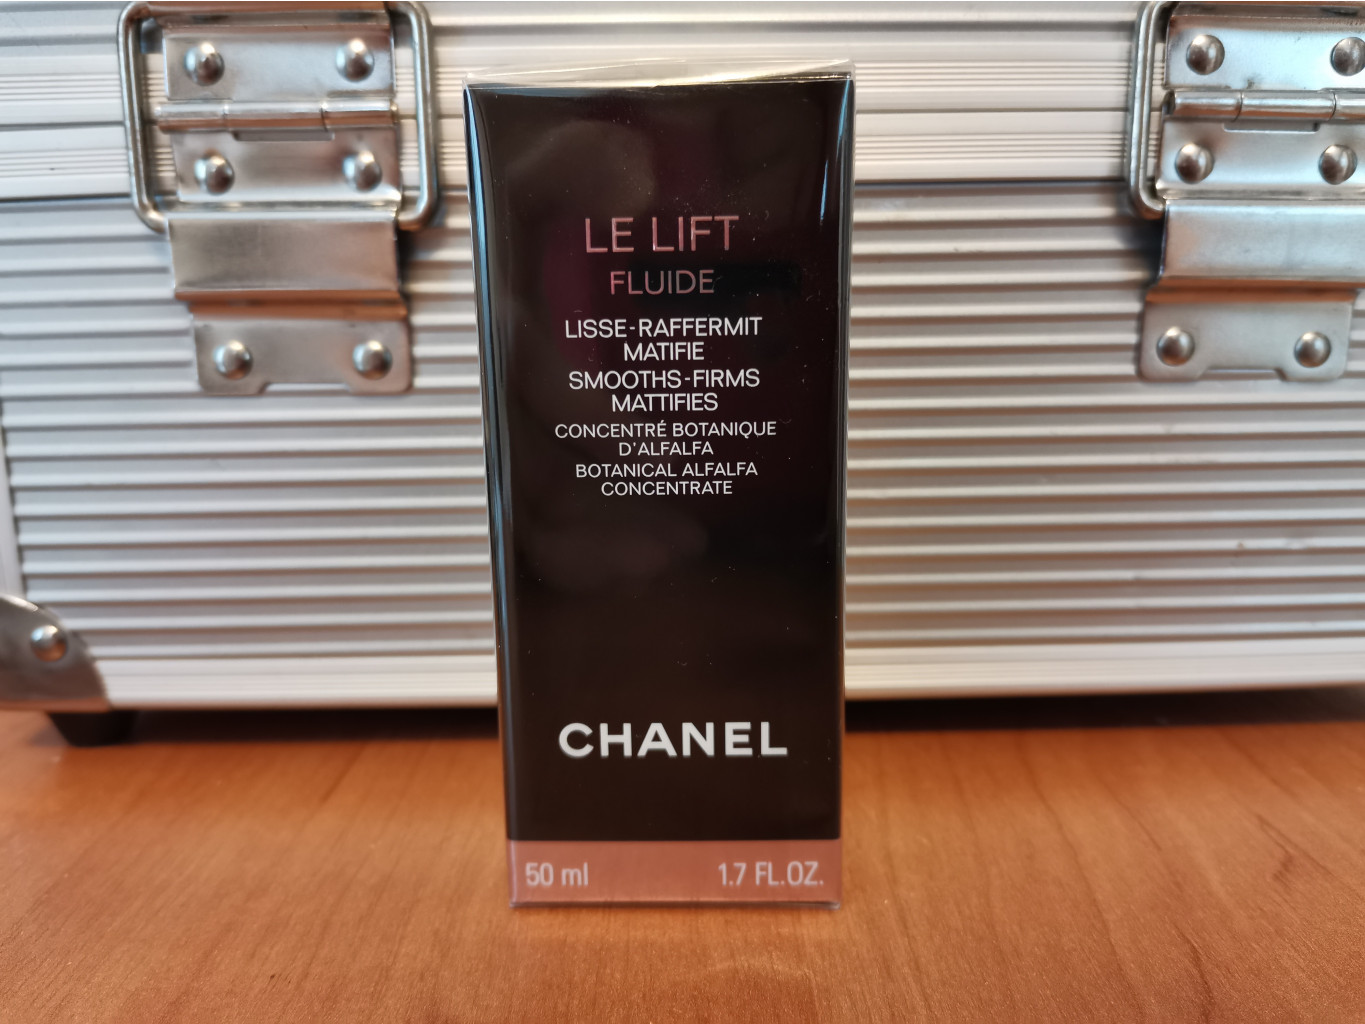 LE LIFT
FLUIDE
LISSE-RAFFERMIT
MATIFIE
SMOOTHS-FIRMS
MATTIFIES
CONCENTRÉ BOTANIQUE
D'ALFALFA
BOTANICAL ALFALFA
CONCENTRATE
CHANEL
50 ml 1.7 FL.OZ.